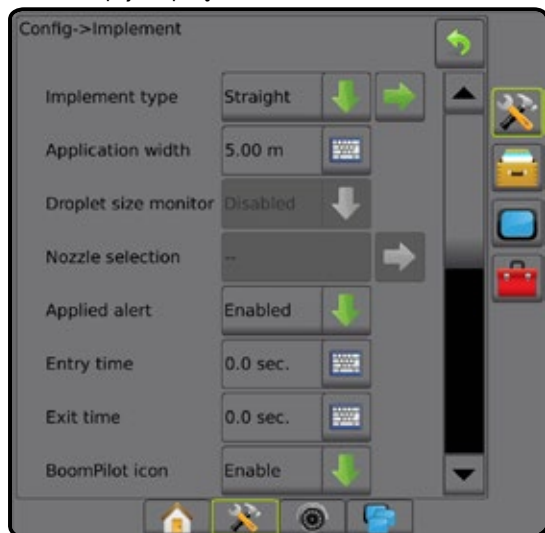 Config->Implement
Implement type Straight
Application width 5.00 m
Droplet size monitor Disabled
Nozzle selection --
Applied alert Enabled
Entry time 0.0 sec.
Exit time 0.0 sec.
BoomPilot icon Enable